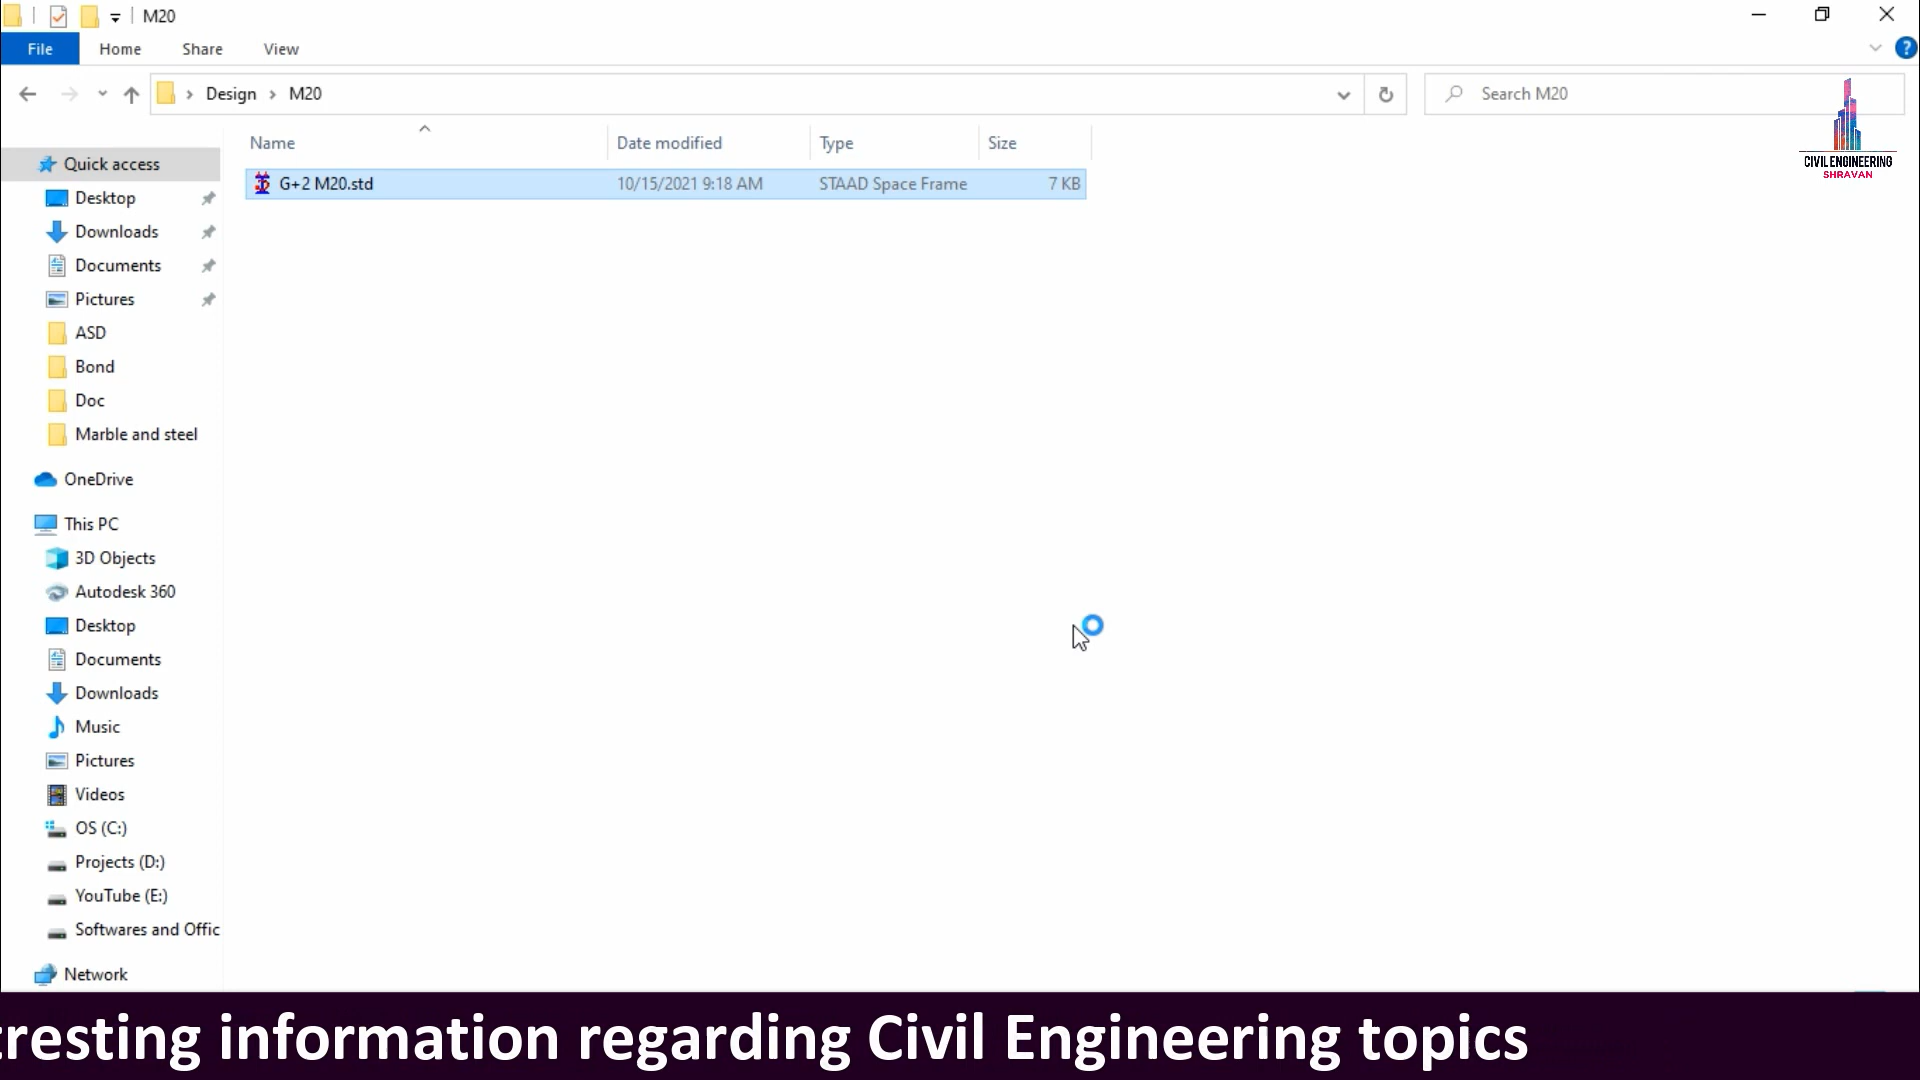 M20
File Home Share View
Design > M20
Search M20
CIVIL ENGINEERING
SHRAVAN
Name Date modified Type Size
G+2 M20.std 10/15/2021 9:18 AM STAAD Space Frame 7 KB
Quick access
Desktop
Downloads
Documents
Pictures
ASD
Bond
Doc
Marble and steel
OneDrive
This PC
3D Objects
Autodesk 360
Desktop
Documents
Downloads
Music
Pictures
Videos
OS (C:)
Projects (D:)
YouTube (E:)
Softwares and Offic
Network
tresting information regarding Civil Engineering topics